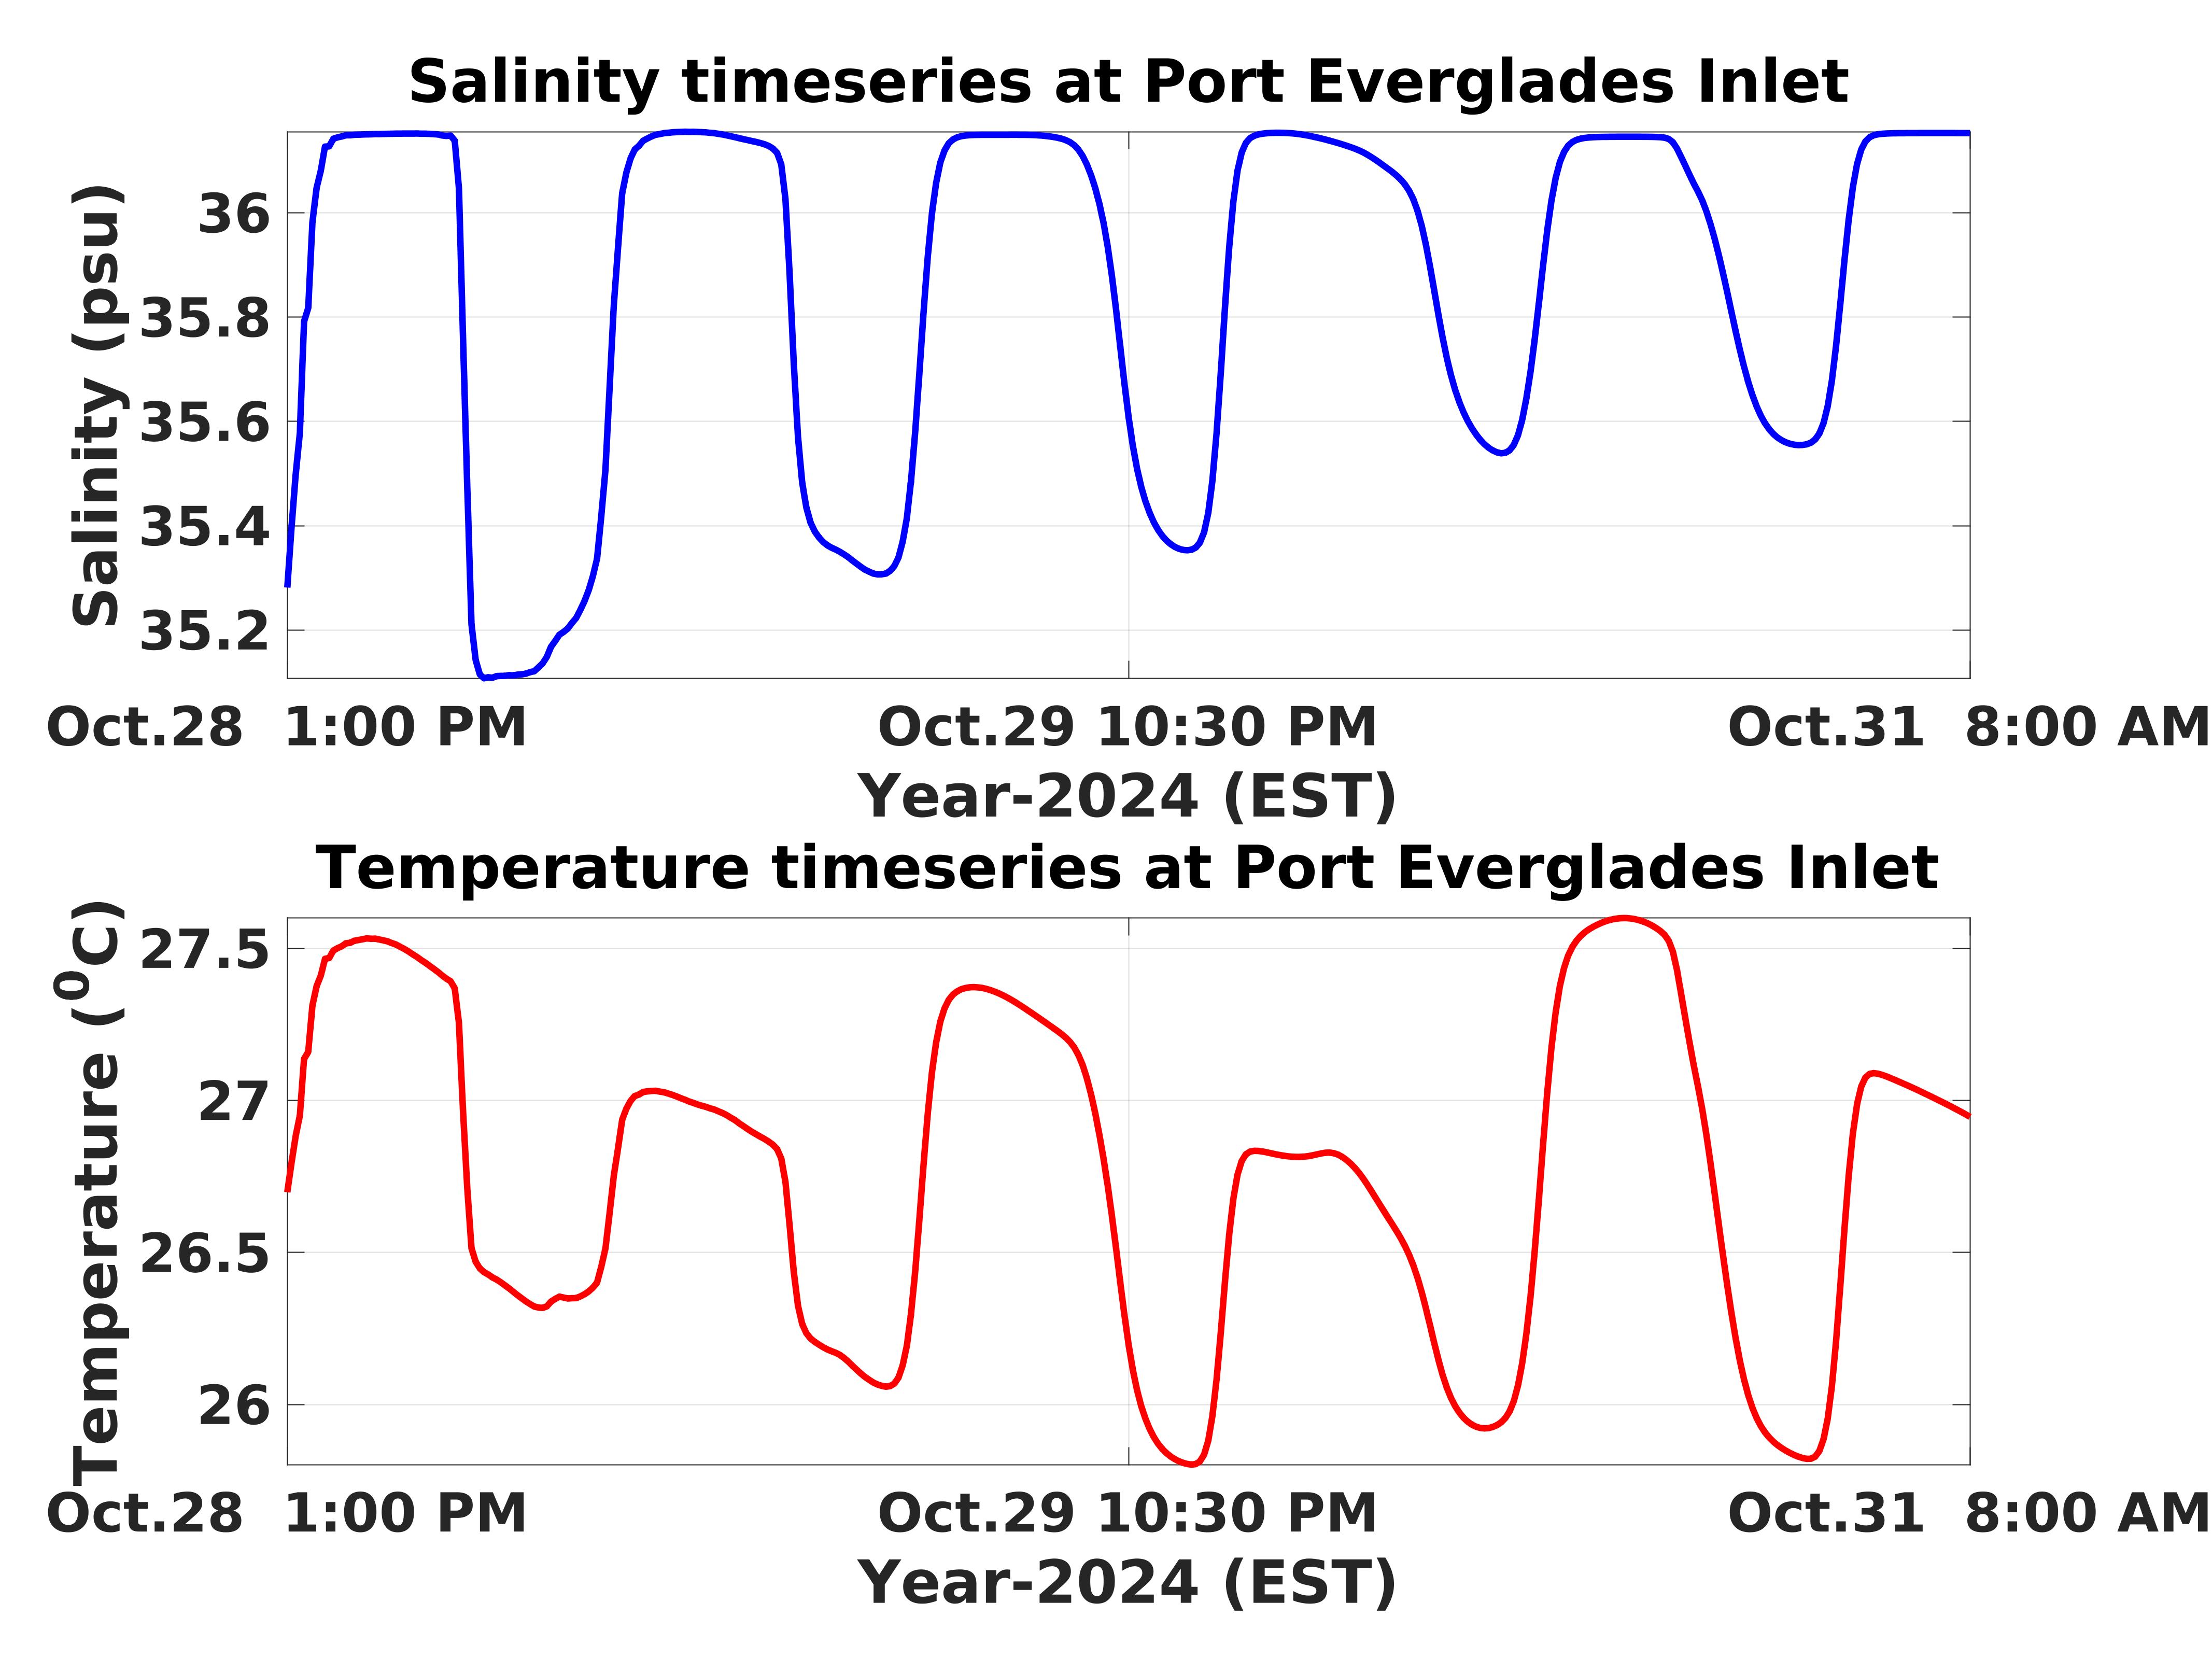 Salinity timeseries at Port Everglades Inlet
Salinity (psu)
36
35.8
35.6
35.4
35.2
Oct.28  1:00 PM
Oct.29 10:30 PM
Oct.31  8:00 AM
Year-2024 (EST)
Temperature timeseries at Port Everglades Inlet
Temperature (⁰C)
27.5
27
26.5
26
Oct.28  1:00 PM
Oct.29 10:30 PM
Oct.31  8:00 AM
Year-2024 (EST)